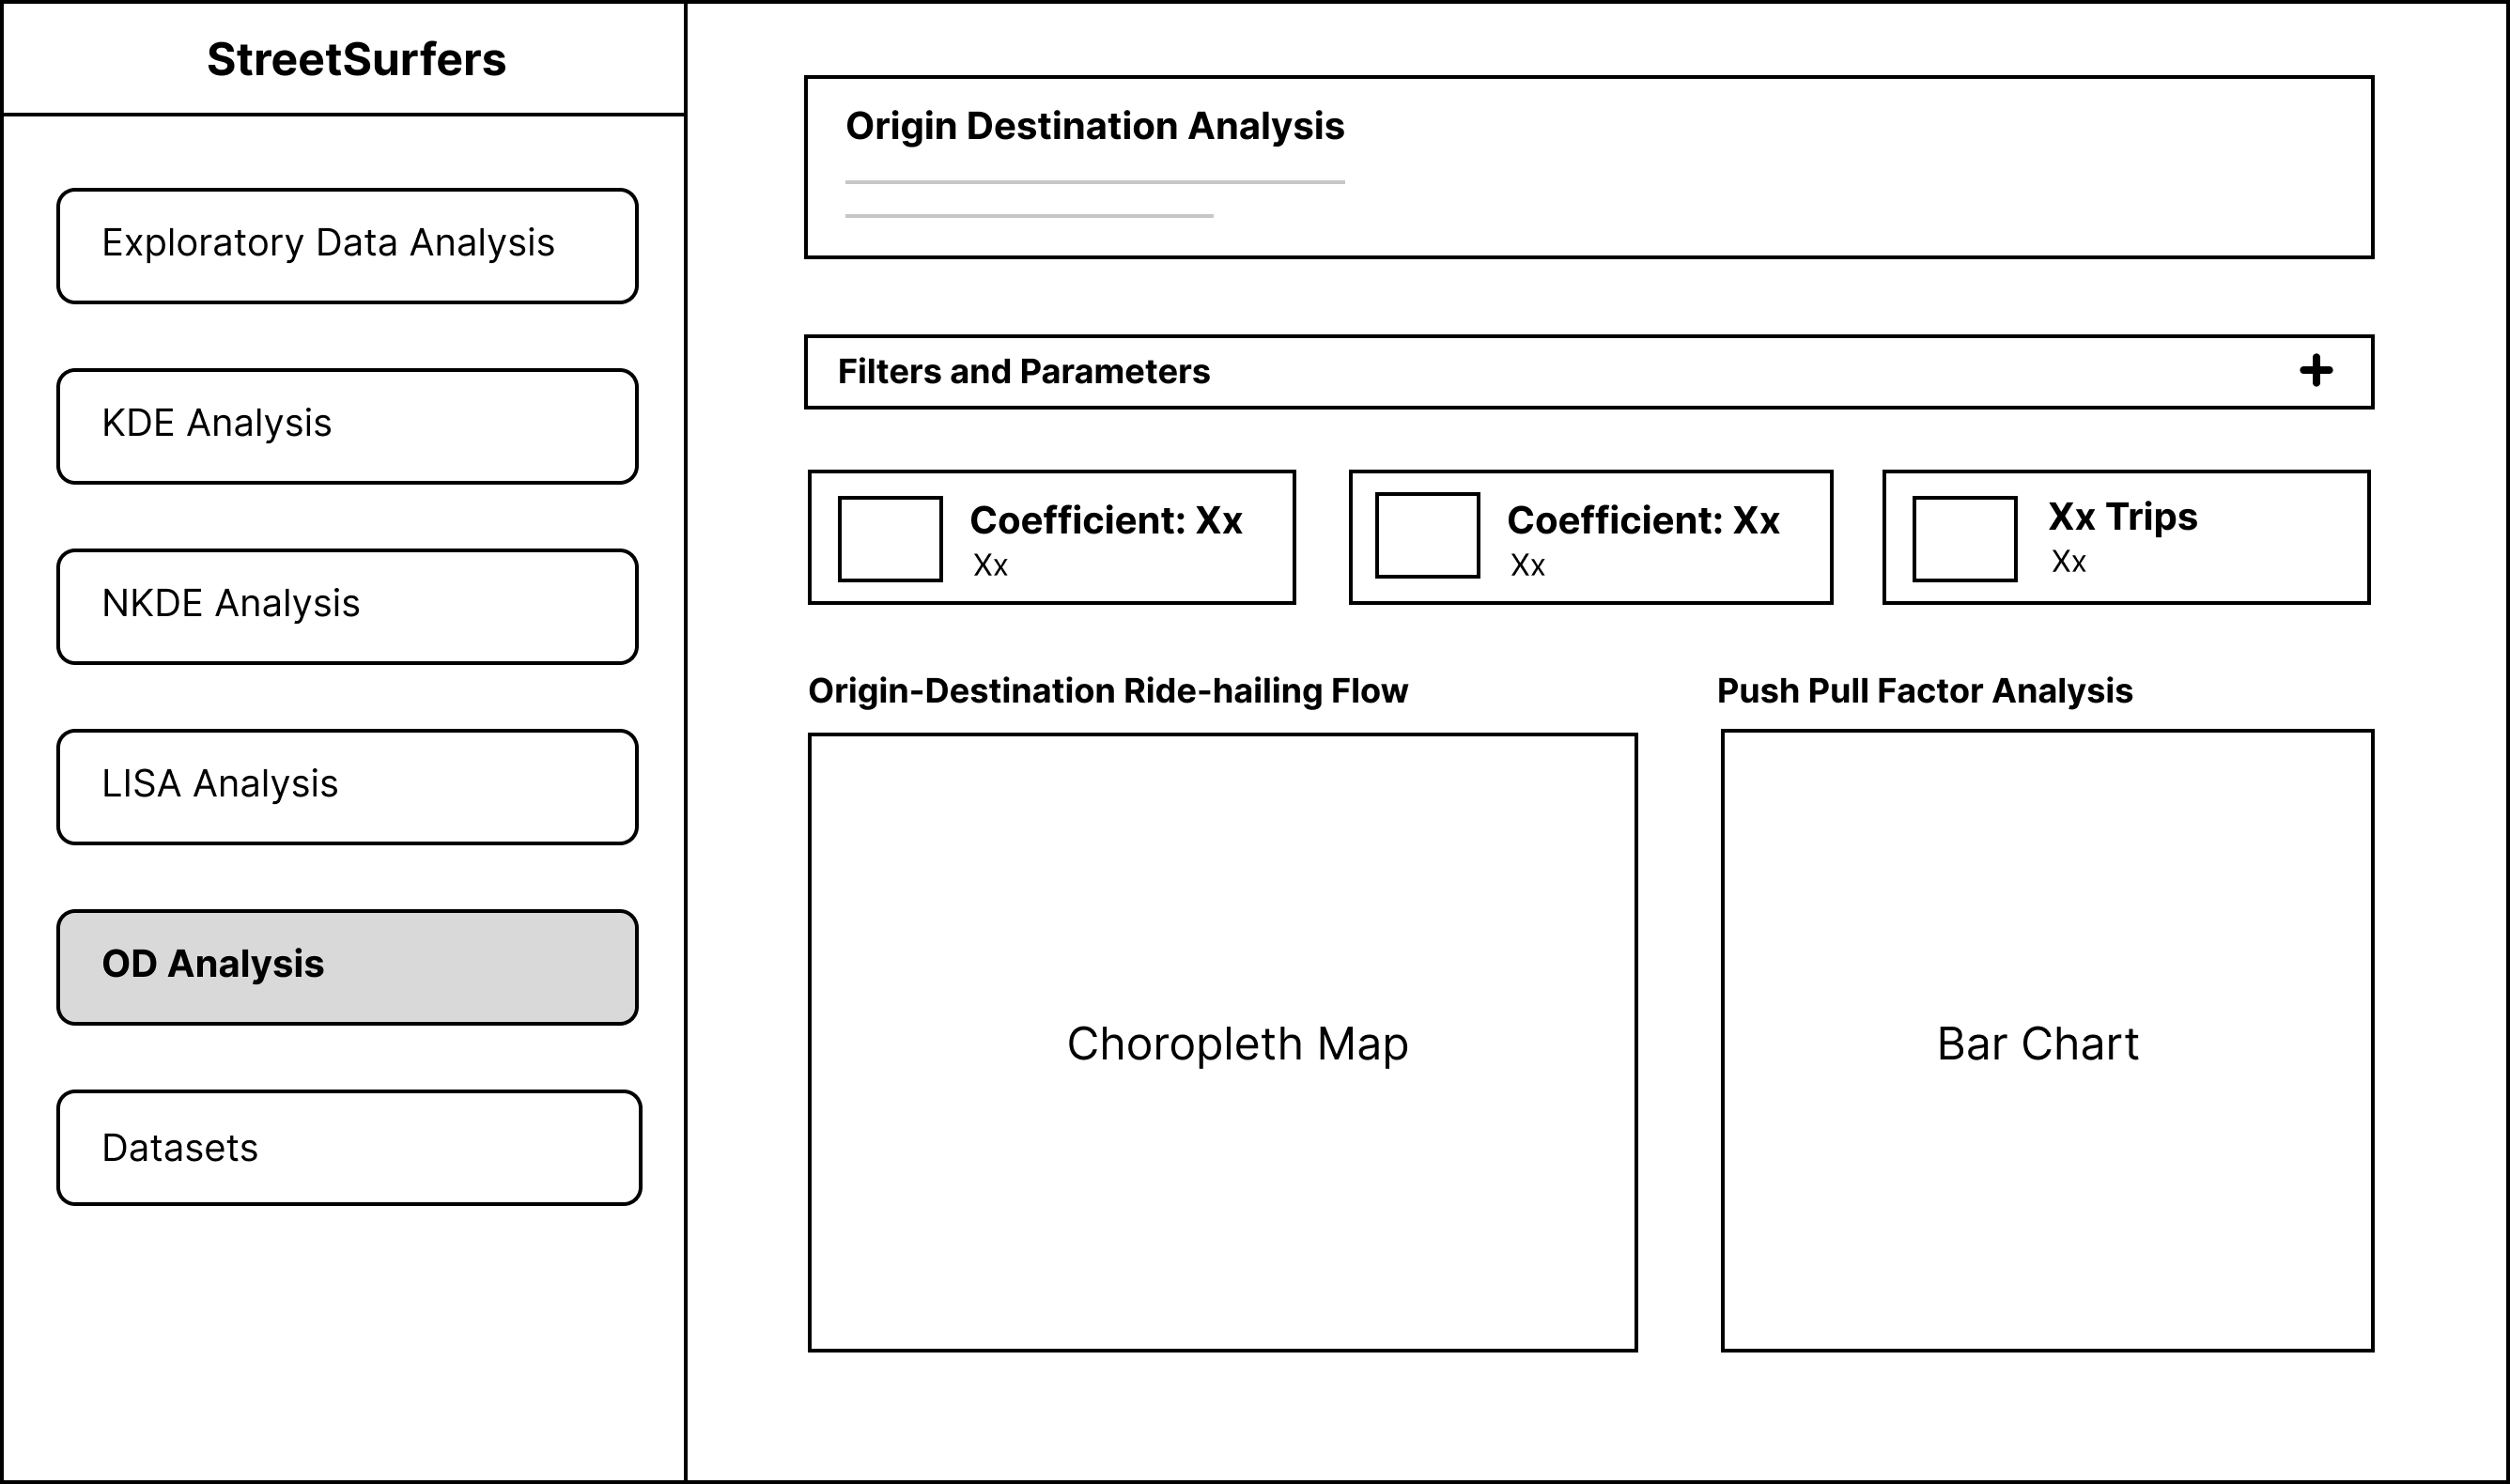 StreetSurfers
Exploratory Data Analysis
KDE Analysis
NKDE Analysis
LISA Analysis
OD Analysis
Datasets
Origin Destination Analysis
Filters and Parameters
+
Coefficient: Xx
Xx
Coefficient: Xx
Xx
Xx Trips
Xx
Origin-Destination Ride-hailing Flow
Choropleth Map
Push Pull Factor Analysis
Bar Chart